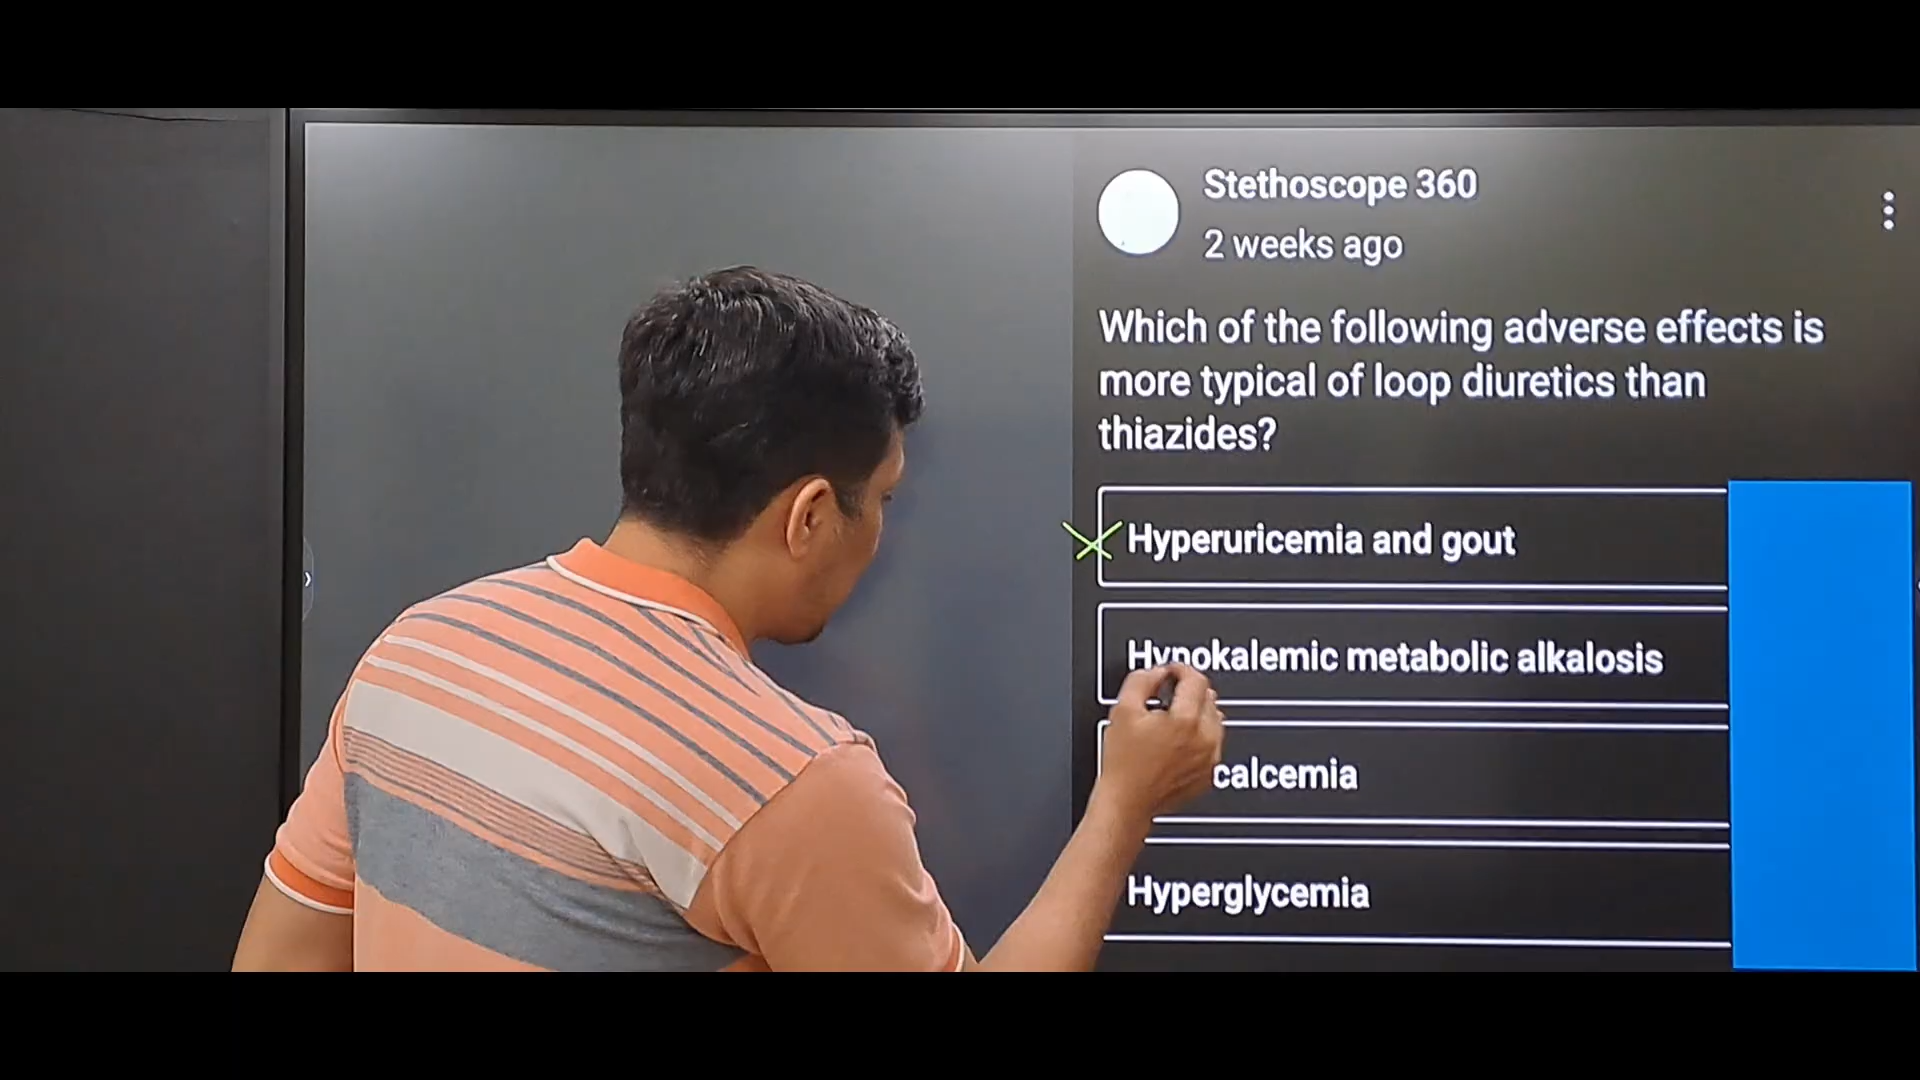 Stethoscope 360
2 weeks ago
Which of the following adverse effects is
more typical of loop diuretics than
thiazides?
Hyperuricemia and gout
Hypokalemic metabolic alkalosis
calcemia
Hyperglycemia